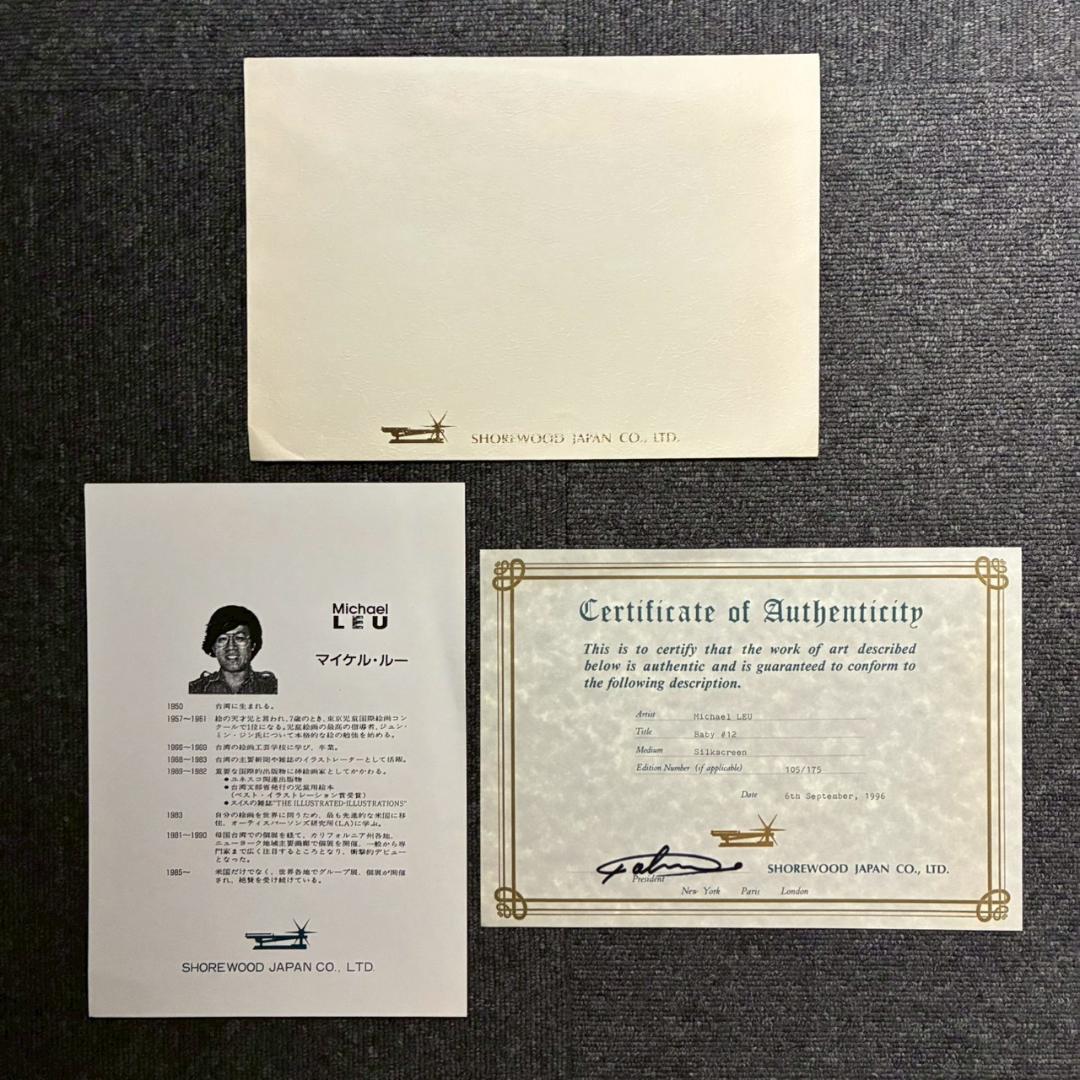 SHOREWOOD JAPAN CO., LTD.
Michael
LEU
マイケル・ルー
1950 台湾に生まれる。
1957〜1961 絵の天才児と言われ、7歳のとき、東京児童国際絵画コン
クールで1位になる。児童絵画の最高の指導者、ジュン・
ミン・ジン氏について本格的な絵の勉強を始める。
1966〜1969 台湾の絵画工芸学校に学び、卒業。
1968〜1983 台湾の主要新聞や雑誌のイラストレーターとして活躍。
1980〜1982 重要な国際的出版物に挿絵画家としてかかわる。
●ユネスコ関連出版物
●台湾文部省発行の児童用絵本
(ベスト・イラストレーション賞受賞)
●スイスの雑誌"THE ILLUSTRATED-ILLUSTRATIONS"
1983 自分の絵画を世界に問うため、最も先進的な米国に移
住、オーティスパーソンズ研究所(LA)に学ぶ。
1981〜1990 母国台湾での個展を経て、カリフォルニア州各地、
ニューヨーク地域主要画廊で個展を開催、一般から専
門家まで広く注目するところとなり、衝撃的デビュー
となった。
1985〜 米国だけでなく、世界各地でグループ展、個展が開催
され、絶賛を受け続けている。
SHOREWOOD JAPAN CO., LTD.
Certificate of Authenticity
This is to certify that the work of art described
below is authentic and is guaranteed to conform to
the following description.
Artist Michael LEU
Title Baby #12
Medium Silkscreen
Edition Number (if applicable) 105/175
Date 6th September, 1996
President
SHOREWOOD JAPAN CO., LTD.
New York Paris London